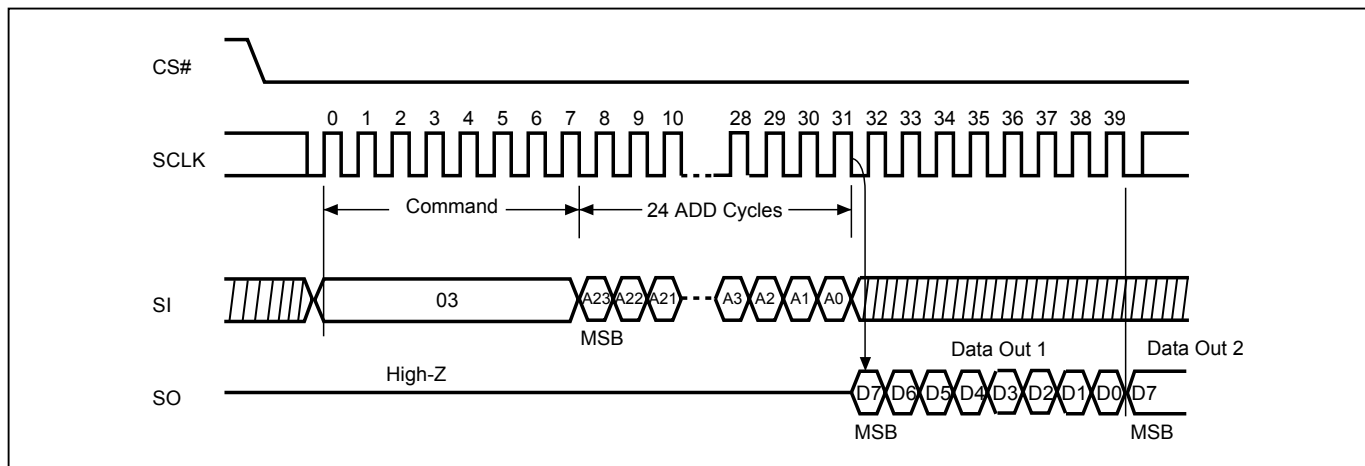 CS#
0 1 2 3 4 5 6 7 8 9 10 28 29 30 31 32 33 34 35 36 37 38 39
SCLK
Command
24 ADD Cycles
SI
03
A23 A22 A21 A3 A2 A1 A0
MSB
Data Out 1
Data Out 2
High-Z
SO
D7 D6 D5 D4 D3 D2 D1 D0 D7
MSB
MSB